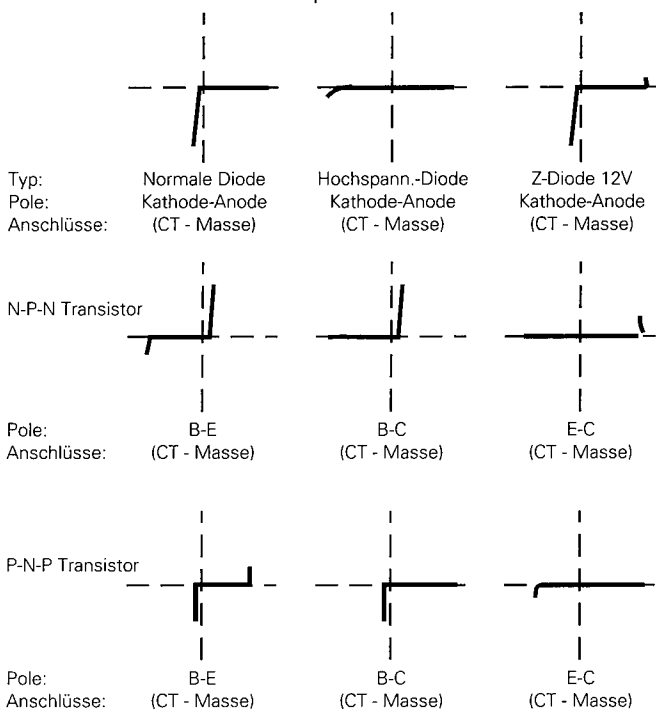 Typ: Normale Diode Hochspann.-Diode Z-Diode 12V
Pole: Kathode-Anode Kathode-Anode Kathode-Anode
Anschlüsse: (CT - Masse) (CT - Masse) (CT - Masse)
N-P-N Transistor
Pole: B-E B-C E-C
Anschlüsse: (CT - Masse) (CT - Masse) (CT - Masse)
P-N-P Transistor
Pole: B-E B-C E-C
Anschlüsse: (CT - Masse) (CT - Masse) (CT - Masse)